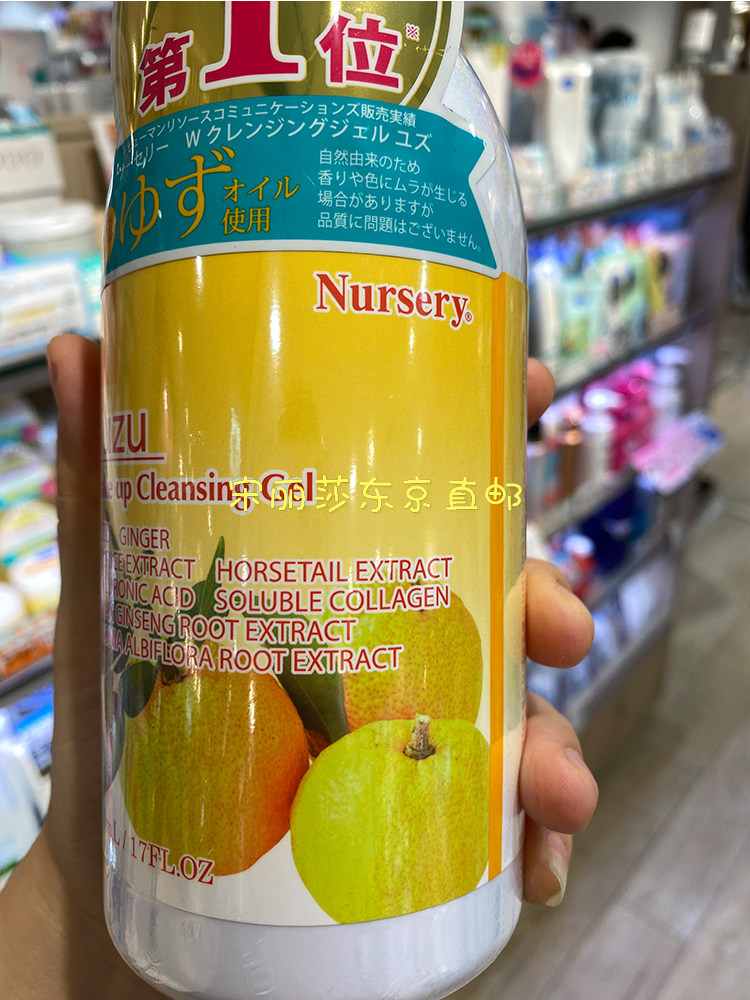 第1位※
ーマンリソースコミュニケーションズ販売実績
セリー Wクレンジングジェル ユズ
ゆず オイル使用
自然由来のため
香りや色にムラが生じる
場合がありますが
品質に問題はございません。
Nursery®
UZU
up Cleansing Gel
宋丽莎东京直邮
GINGER
EXTRACT HORSETAIL EXTRACT
RONIC ACID SOLUBLE COLLAGEN
GINSENG ROOT EXTRACT
ALBIFLORA ROOT EXTRACT
L / 17FL.OZ